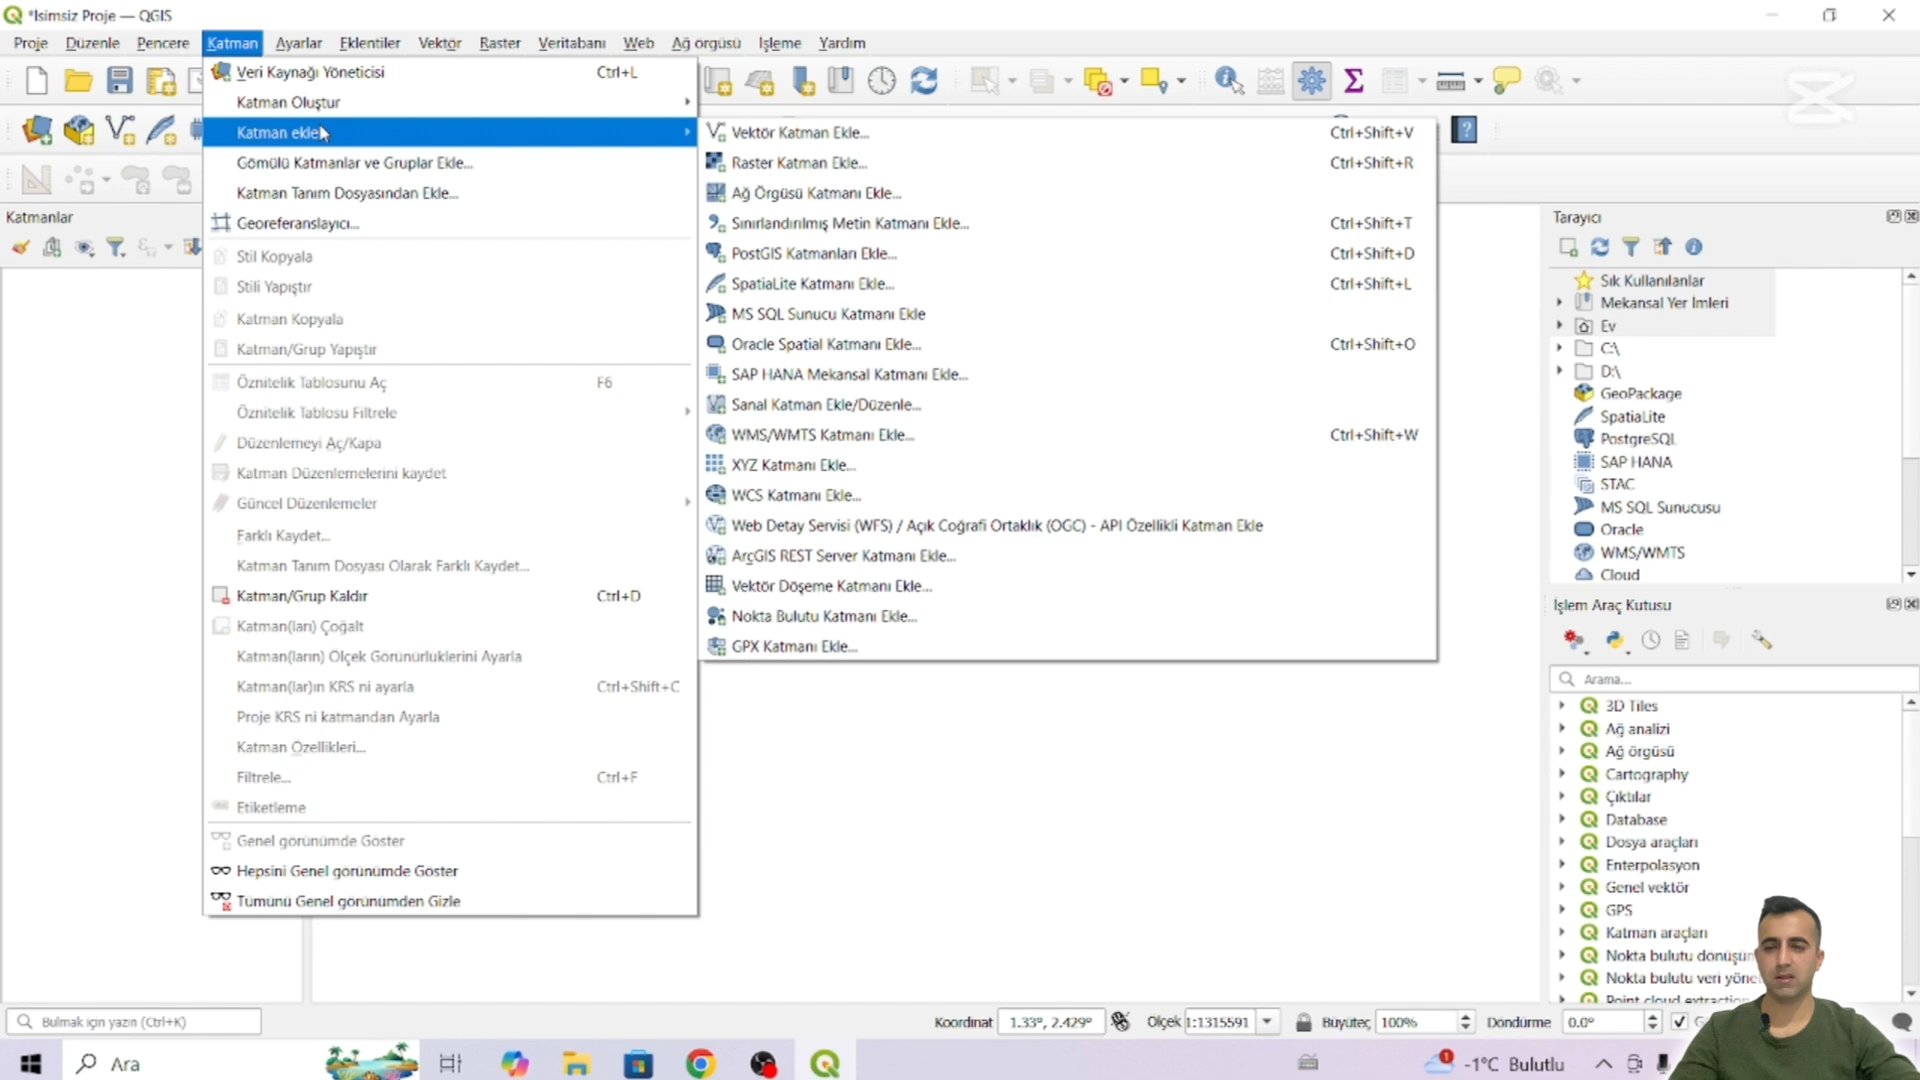 *İsimsiz Proje — QGIS
Proje Düzenle Pencere Katman Ayarlar Eklentiler Vektör Raster Veritabanı Web Ağ örgüsü İşleme Yardım
Veri Kaynağı Yöneticisi Ctrl+L
Katman Oluştur
Katman ekle
Gömülü Katmanlar ve Gruplar Ekle...
Katman Tanım Dosyasından Ekle...
Georeferanslayıcı...
Stil Kopyala
Stili Yapıştır
Katman Kopyala
Katman/Grup Yapıştır
Öznitelik Tablosunu Aç F6
Öznitelik Tablosu Filtrele
Düzenlemeyi Aç/Kapa
Katman Düzenlemelerini kaydet
Güncel Düzenlemeler
Farklı Kaydet...
Katman Tanım Dosyası Olarak Farklı Kaydet...
Katman/Grup Kaldır Ctrl+D
Katman(ları) Çoğalt
Katman(ların) Ölçek Görünürlüklerini Ayarla
Katman(lar)ın KRS ni ayarla Ctrl+Shift+C
Proje KRS ni katmandan Ayarla
Katman Özellikleri...
Filtrele... Ctrl+F
Etiketleme
Genel görünümde Göster
Hepsini Genel görünümde Göster
Tümünü Genel görünümden Gizle
Vektör Katman Ekle... Ctrl+Shift+V
Raster Katman Ekle... Ctrl+Shift+R
Ağ Örgüsü Katmanı Ekle...
Sınırlandırılmış Metin Katmanı Ekle... Ctrl+Shift+T
PostGIS Katmanları Ekle... Ctrl+Shift+D
SpatiaLite Katmanı Ekle... Ctrl+Shift+L
MS SQL Sunucu Katmanı Ekle
Oracle Spatial Katmanı Ekle... Ctrl+Shift+O
SAP HANA Mekansal Katmanı Ekle...
Sanal Katman Ekle/Düzenle...
WMS/WMTS Katmanı Ekle... Ctrl+Shift+W
XYZ Katmanı Ekle...
WCS Katmanı Ekle...
Web Detay Servisi (WFS) / Açık Coğrafi Ortaklık (OGC) - API Özellikli Katman Ekle
ArcGIS REST Server Katmanı Ekle...
Vektör Döşeme Katmanı Ekle...
Nokta Bulutu Katmanı Ekle...
GPX Katmanı Ekle...
Katmanlar
Tarayıcı
Sık Kullanılanlar
Mekansal Yer İmleri
Ev
C:\
D:\
GeoPackage
SpatiaLite
PostgreSQL
SAP HANA
STAC
MS SQL Sunucusu
Oracle
WMS/WMTS
Cloud
İşlem Araç Kutusu
Arama...
3D Tiles
Ağ analizi
Ağ örgüsü
Cartography
Çıktılar
Database
Dosya araçları
Enterpolasyon
Genel vektör
GPS
Katman araçları
Nokta bulutu dönüşüm
Nokta bulutu veri yöne
Point cloud extraction
Bulmak için yazın (Ctrl+K) Koordinat 1.33°, 2.429° Ölçek 1:1315591 Büyüteç 100% Döndürme 0.0°
Ara 1 -1°C Bulutlu